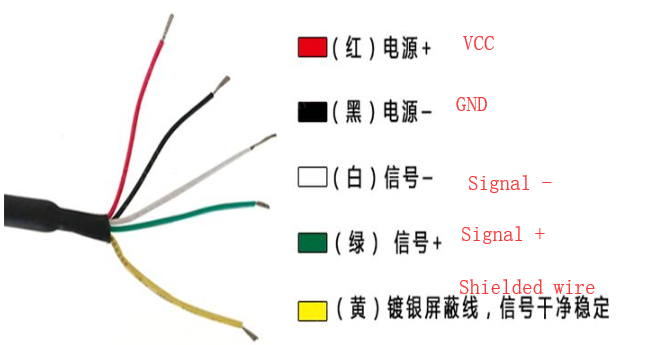 (红)电源+ VCC
(黑)电源- GND
(白)信号- Signal -
(绿) 信号+ Signal +
Shielded wire
(黄)镀银屏蔽线,信号干净稳定